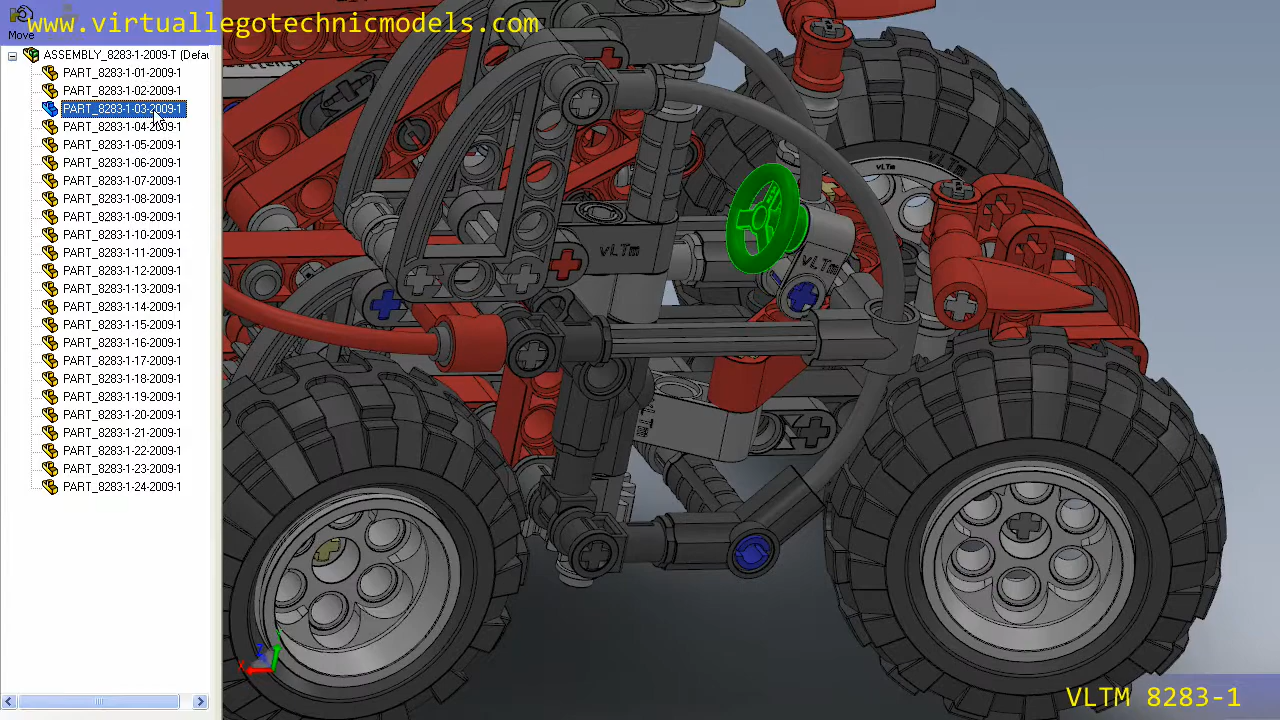 www.virtuallegotechnicmodels.com
Move
ASSEMBLY_8283-1-2009-T (Defau
PART_8283-1-01-2009-1
PART_8283-1-02-2009-1
PART_8283-1-03-2009-1
PART_8283-1-04-2009-1
PART_8283-1-05-2009-1
PART_8283-1-06-2009-1
PART_8283-1-07-2009-1
PART_8283-1-08-2009-1
PART_8283-1-09-2009-1
PART_8283-1-10-2009-1
PART_8283-1-11-2009-1
PART_8283-1-12-2009-1
PART_8283-1-13-2009-1
PART_8283-1-14-2009-1
PART_8283-1-15-2009-1
PART_8283-1-16-2009-1
PART_8283-1-17-2009-1
PART_8283-1-18-2009-1
PART_8283-1-19-2009-1
PART_8283-1-20-2009-1
PART_8283-1-21-2009-1
PART_8283-1-22-2009-1
PART_8283-1-23-2009-1
PART_8283-1-24-2009-1
vLTm
vLTm
vLTm
vLTm
Z
VLTM 8283-1